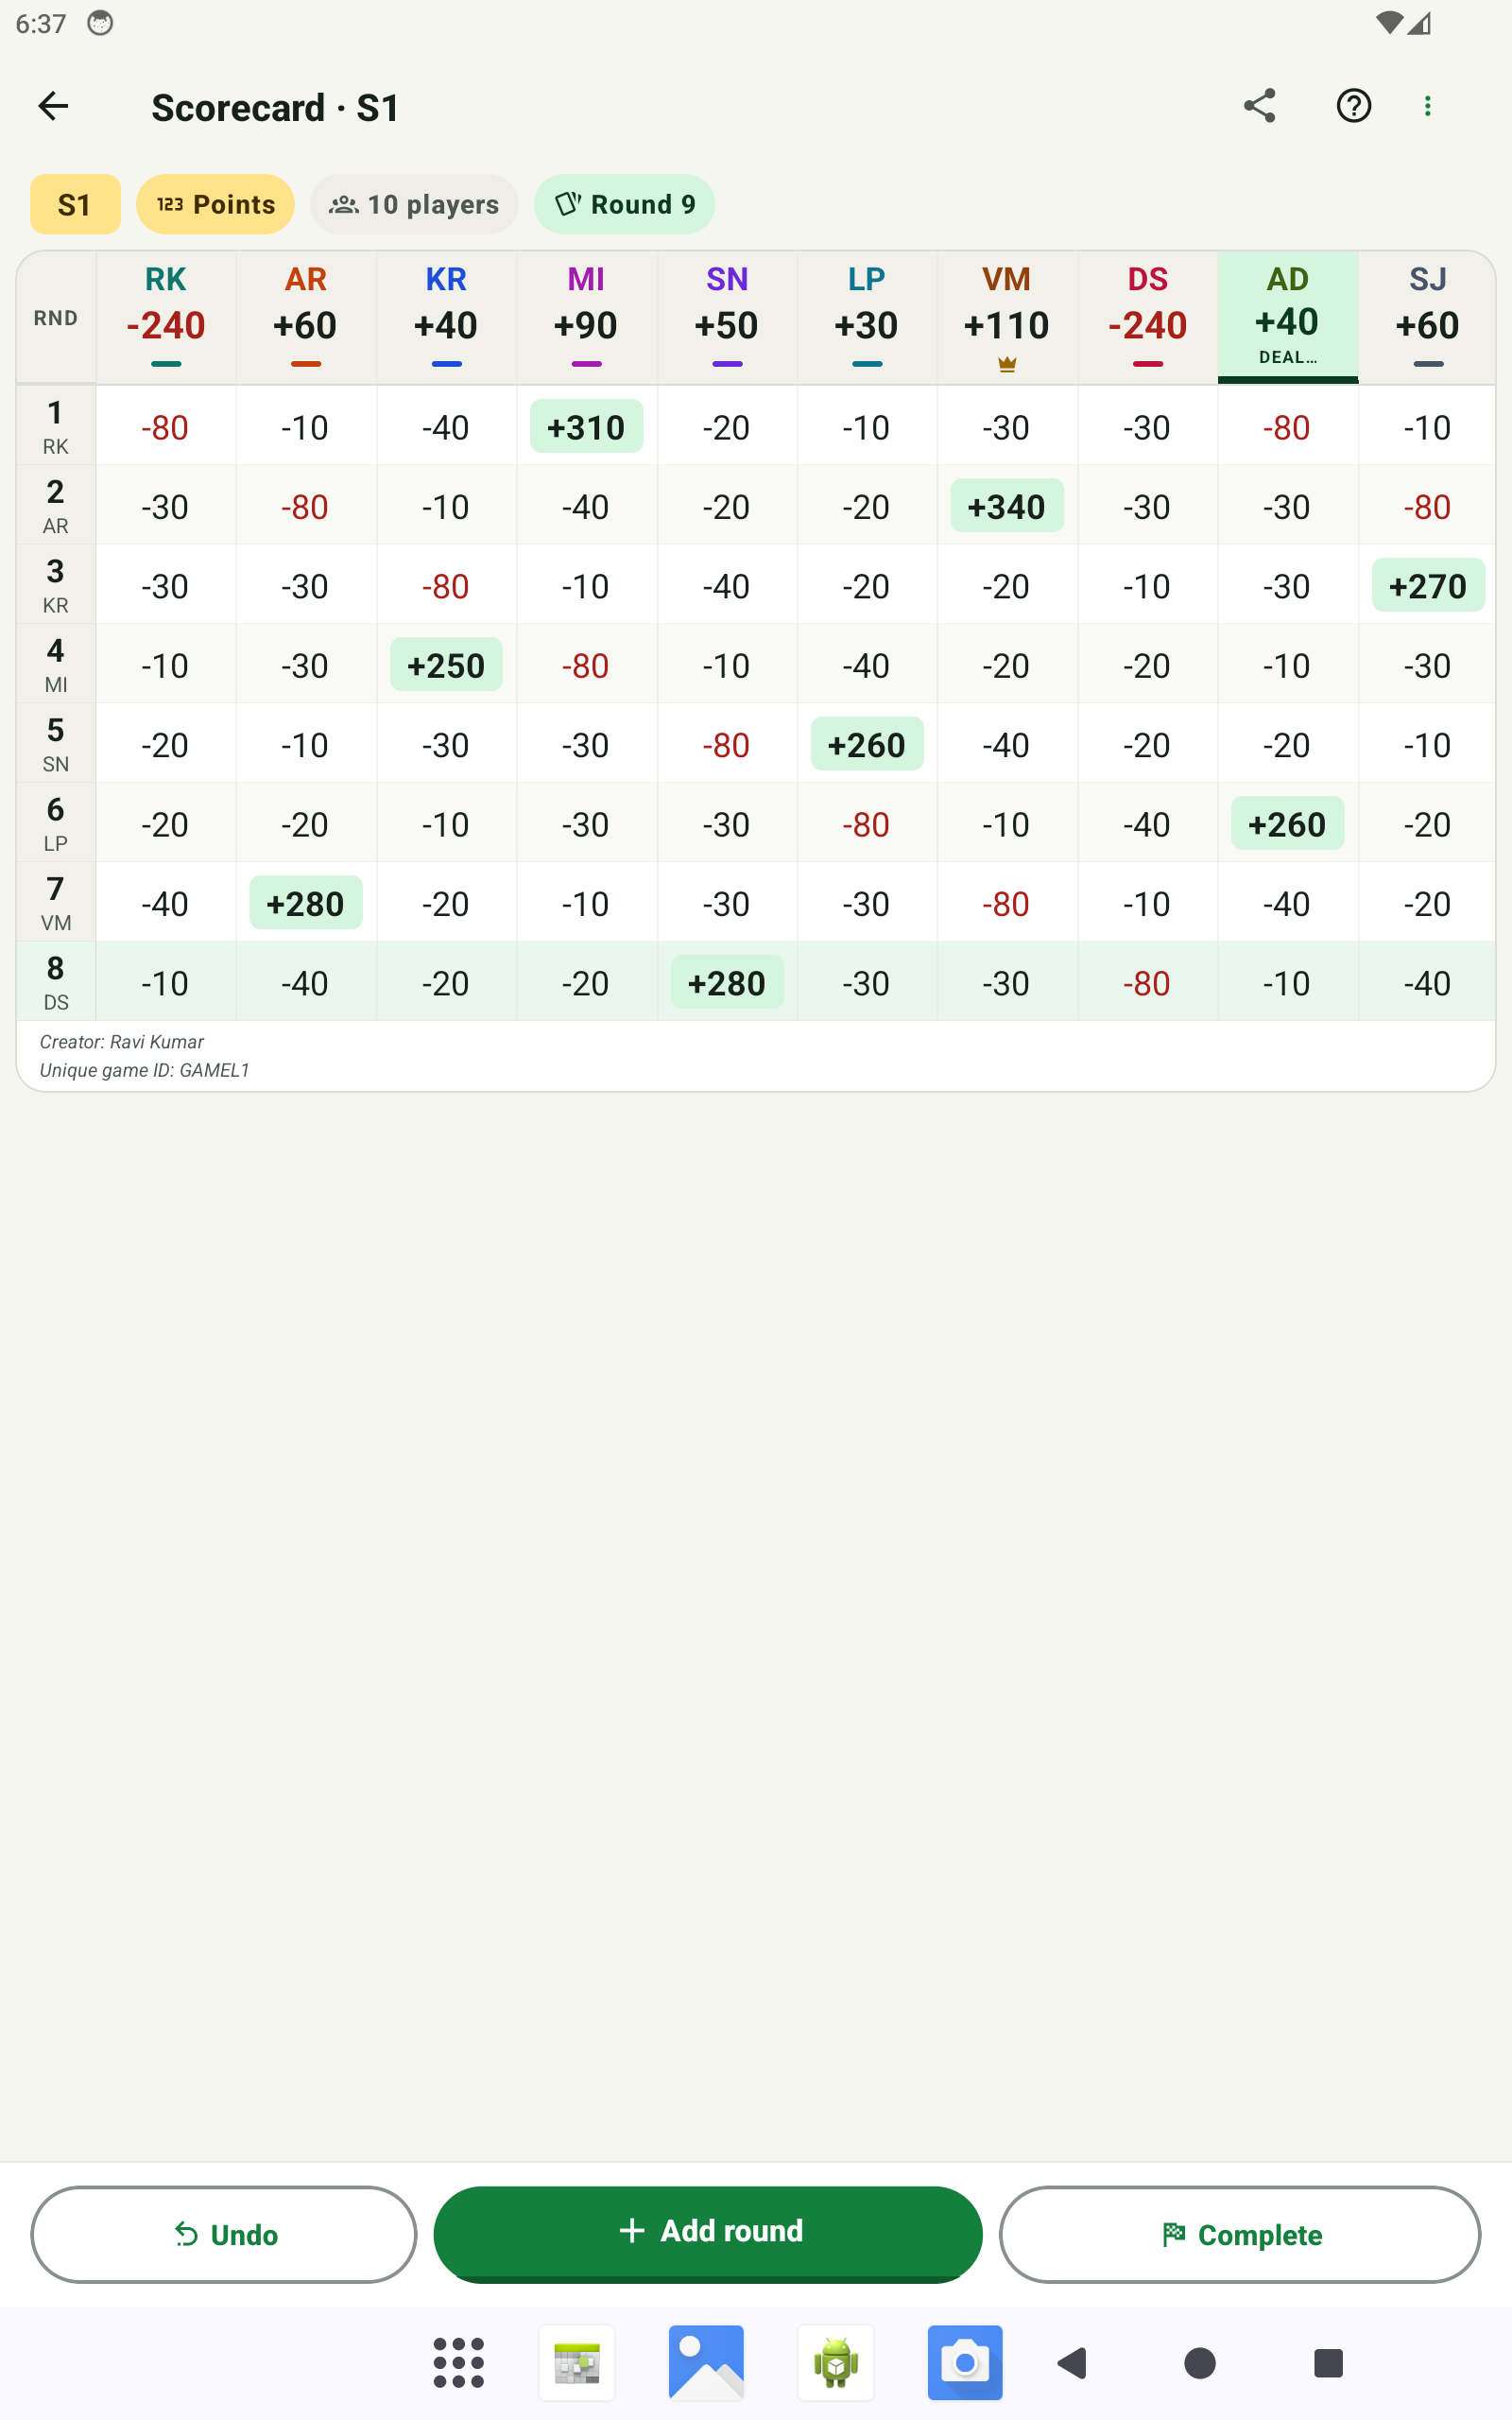 6:37
Scorecard · S1
S1 123 Points 10 players Round 9
RND RK AR KR MI SN LP VM DS AD SJ
-240 +60 +40 +90 +50 +30 +110 -240 +40 +60
DEAL…
1 RK -80 -10 -40 +310 -20 -10 -30 -30 -80 -10
2 AR -30 -80 -10 -40 -20 -20 +340 -30 -30 -80
3 KR -30 -30 -80 -10 -40 -20 -20 -10 -30 +270
4 MI -10 -30 +250 -80 -10 -40 -20 -20 -10 -30
5 SN -20 -10 -30 -30 -80 +260 -40 -20 -20 -10
6 LP -20 -20 -10 -30 -30 -80 -10 -40 +260 -20
7 VM -40 +280 -20 -10 -30 -30 -80 -10 -40 -20
8 DS -10 -40 -20 -20 +280 -30 -30 -80 -10 -40
Creator: Ravi Kumar
Unique game ID: GAMEL1
Undo + Add round Complete